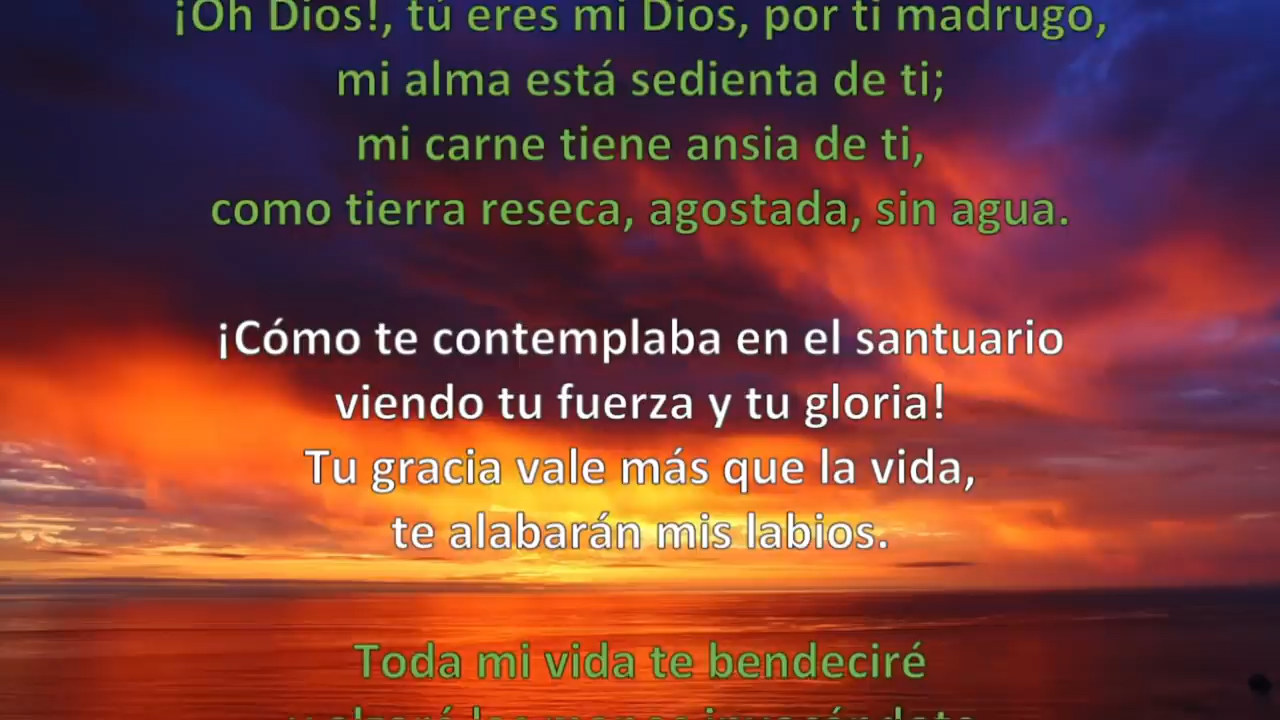 ¡Oh Dios!, tú eres mi Dios, por ti madrugo,
mi alma está sedienta de ti;
mi carne tiene ansia de ti,
como tierra reseca, agostada, sin agua.
¡Cómo te contemplaba en el santuario
viendo tu fuerza y tu gloria!
Tu gracia vale más que la vida,
te alabarán mis labios.
Toda mi vida te bendeciré